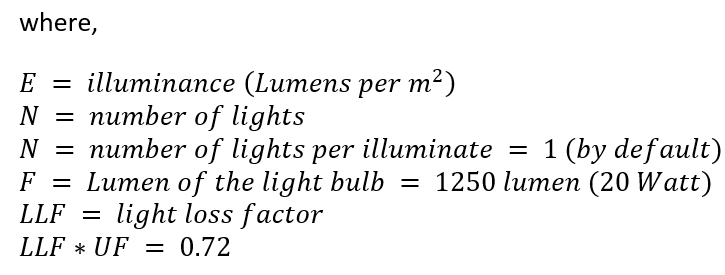 where,
E = illuminance (Lumens per m²)
N = number of lights
N = number of lights per illuminate = 1 (by default)
F = Lumen of the light bulb = 1250 lumen (20 Watt)
LLF = light loss factor
LLF * UF = 0.72